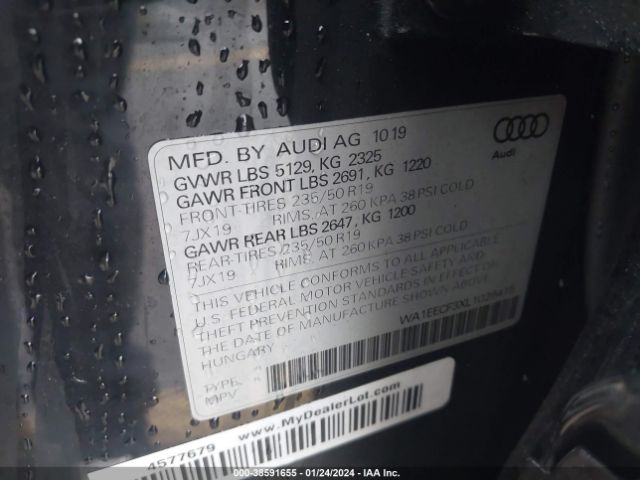 MFD. BY AUDI AG 10 19
GVWR LBS 5129, KG 2325
GAWR FRONT LBS 2691, KG 1220
FRONT-TIRES 235/50 R19
7JX19 RIMS, AT 260 KPA 38 PSI COLD
GAWR REAR LBS 2647, KG 1200
REAR-TIRES 235/50 R19
7JX19 RIMS, AT 260 KPA 38 PSI COLD
THIS VEHICLE CONFORMS TO ALL APPLICABLE
U.S. FEDERAL MOTOR VEHICLE SAFETY AND
THEFT PREVENTION STANDARDS IN EFFECT ON
THE DATE OF MANUFACTURE SHOWN ABOVE.
HUNGARY
TYPE:
MPV
Audi
4577679
www.MyDealerLot.com
000-38591655 | 01/24/2024 | IAA Inc.